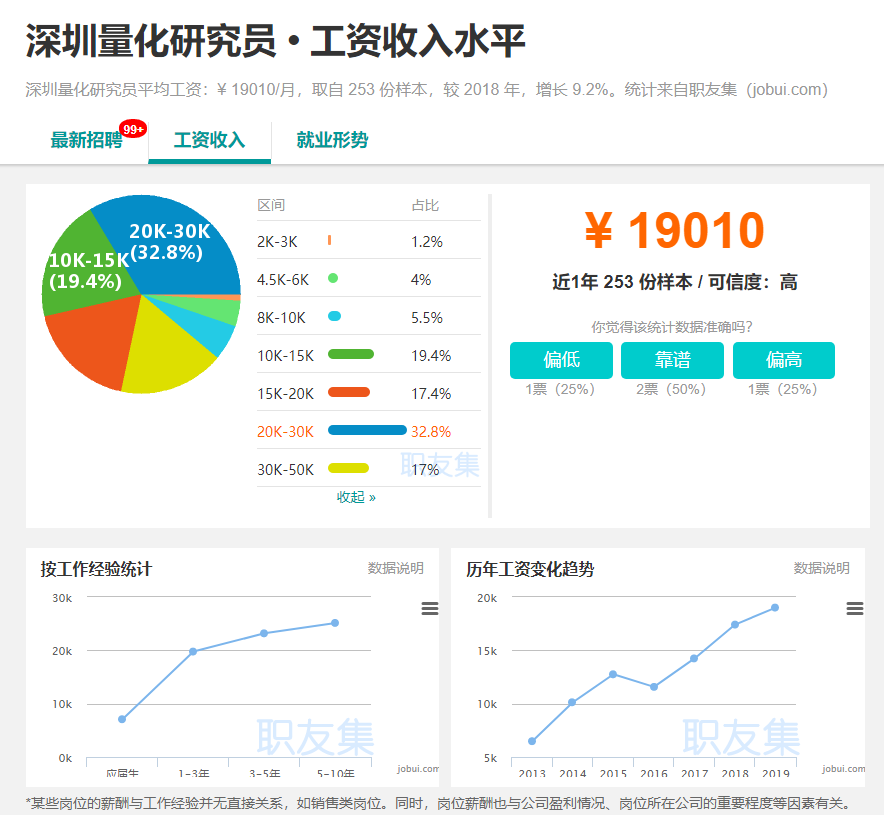 深圳量化研究员 • 工资收入水平
深圳量化研究员平均工资：¥ 19010/月，取自 253 份样本，较 2018 年，增长 9.2%。统计来自职友集（jobui.com）
最新招聘 99+ 工资收入 就业形势
20K-30K
(32.8%)
10K-15K
(19.4%)
区间 占比
2K-3K 1.2%
4.5K-6K 4%
8K-10K 5.5%
10K-15K 19.4%
15K-20K 17.4%
20K-30K 32.8%
30K-50K 17%
职友集
收起 »
¥ 19010
近1年 253 份样本 / 可信度：高
你觉得该统计数据准确吗?
偏低 靠谱 偏高
1票（25%） 2票（50%） 1票（25%）
按工作经验统计 数据说明
30k
20k
10k
0k
应届生 1-3年 3-5年 5-10年
职友集
jobui.com
历年工资变化趋势 数据说明
20k
15k
10k
5k
2013 2014 2015 2016 2017 2018 2019
职友集
jobui.com
*某些岗位的薪酬与工作经验并无直接关系，如销售类岗位。同时，岗位薪酬也与公司盈利情况、岗位所在公司的重要程度等因素有关。